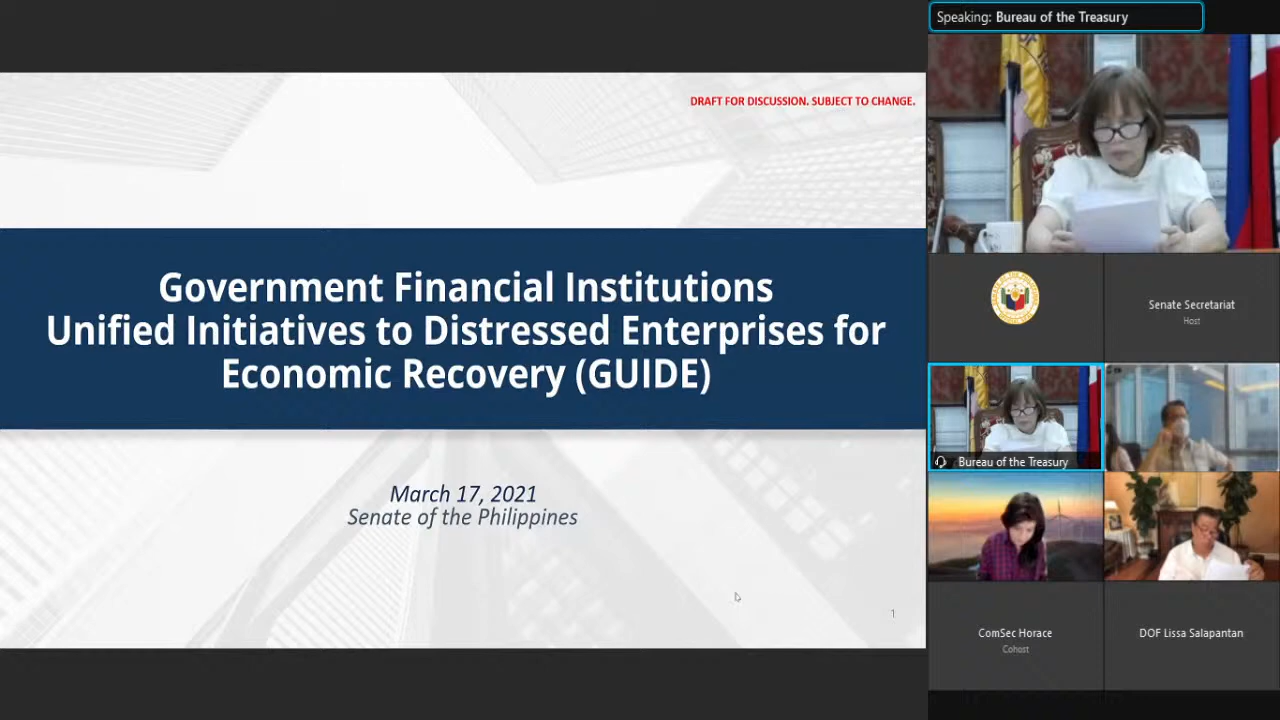 Speaking: Bureau of the Treasury
DRAFT FOR DISCUSSION. SUBJECT TO CHANGE.
Government Financial Institutions
Unified Initiatives to Distressed Enterprises for
Economic Recovery (GUIDE)
March 17, 2021
Senate of the Philippines
1
Senate Secretariat
Host
Bureau of the Treasury
ComSec Horace
Cohost
DOF Lissa Salapantan